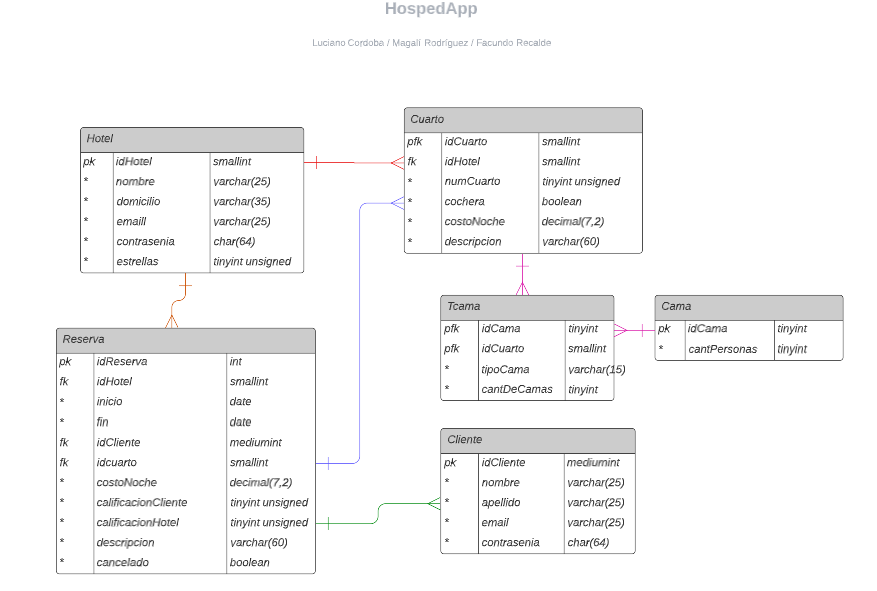 HospedApp
Luciano Cordoba / Magalí Rodríguez / Facundo Recalde
Hotel
pk idHotel smallint
* nombre varchar(25)
* domicilio varchar(35)
* emaill varchar(25)
* contrasenia char(64)
* estrellas tinyint unsigned
Cuarto
pfk idCuarto smallint
fk idHotel smallint
* numCuarto tinyint unsigned
* cochera boolean
* costoNoche decimal(7,2)
* descripcion varchar(60)
Tcama
pfk idCama tinyint
pfk idCuarto smallint
* tipoCama varchar(15)
* cantDeCamas tinyint
Cama
pk idCama tinyint
* cantPersonas tinyint
Reserva
pk idReserva int
fk idHotel smallint
* inicio date
* fin date
fk idCliente mediumint
fk idcuarto smallint
* costoNoche decimal(7,2)
* calificacionCliente tinyint unsigned
* calificacionHotel tinyint unsigned
* descripcion varchar(60)
* cancelado boolean
Cliente
pk idCliente mediumint
* nombre varchar(25)
* apellido varchar(25)
* email varchar(25)
* contrasenia char(64)